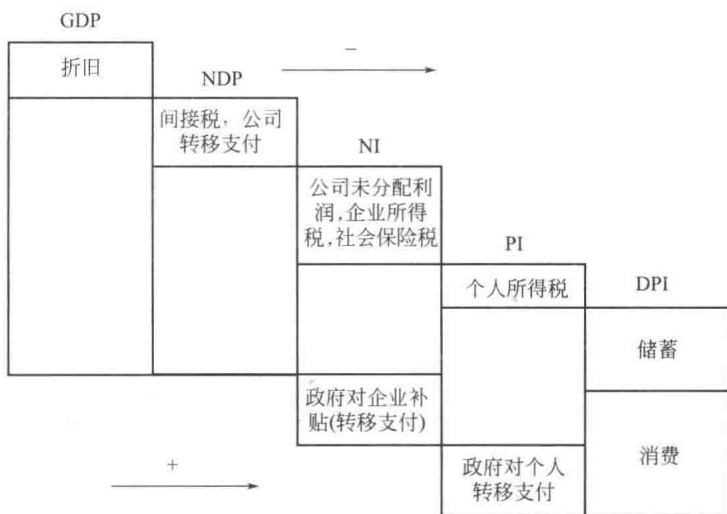 GDP
折旧
NDP
−
间接税，公司
转移支付
NI
公司未分配利
润,企业所得
税,社会保险税
PI
个人所得税
DPI
储蓄
政府对企业补
贴(转移支付)
消费
+
政府对个人
转移支付